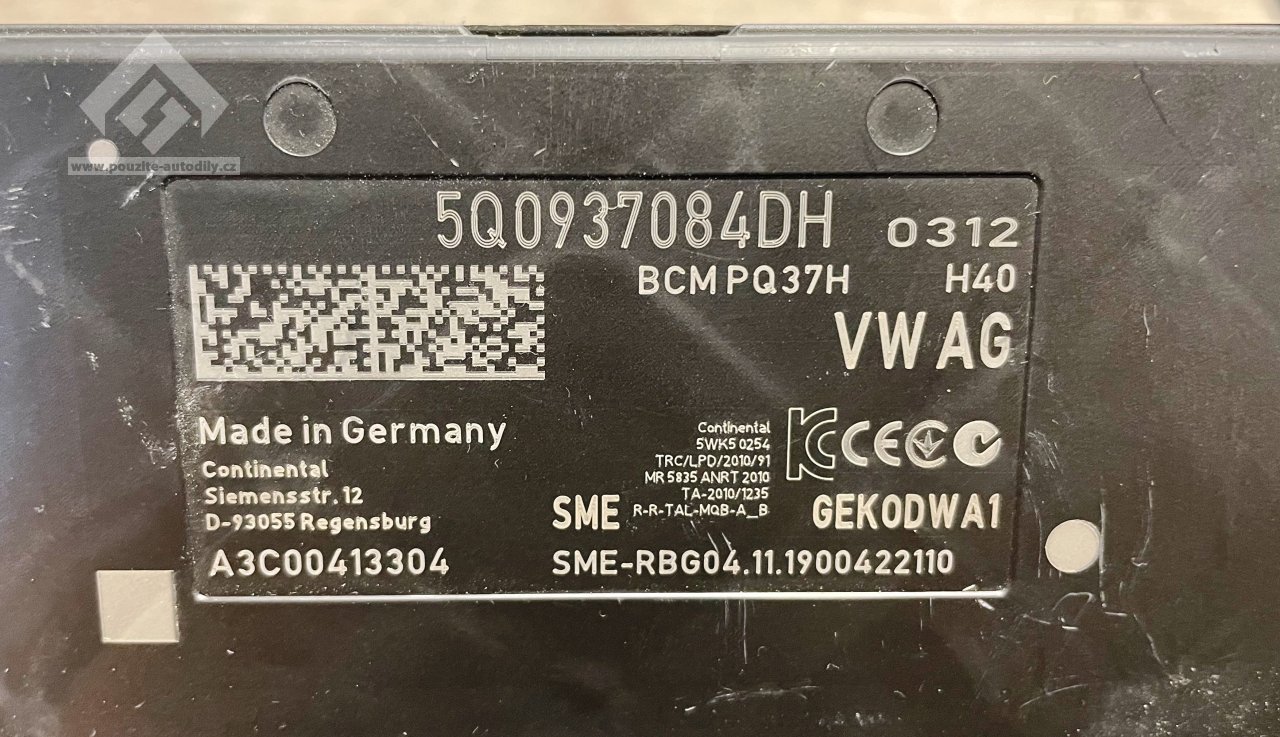 www.pouzite-autodily.cz
5Q0937084DH 0312
BCM PQ37H H40
VW AG
Made in Germany
Continental
Siemensstr. 12
D-93055 Regensburg
A3C00413304
Continental
5WK5 0254
TRC/LPD/2010/91
MR 5835 ANRT 2010
TA-2010/1235
R-R-TAL-MQB-A_B
SME
GEK0DWA1
SME-RBG04.11.1900422110